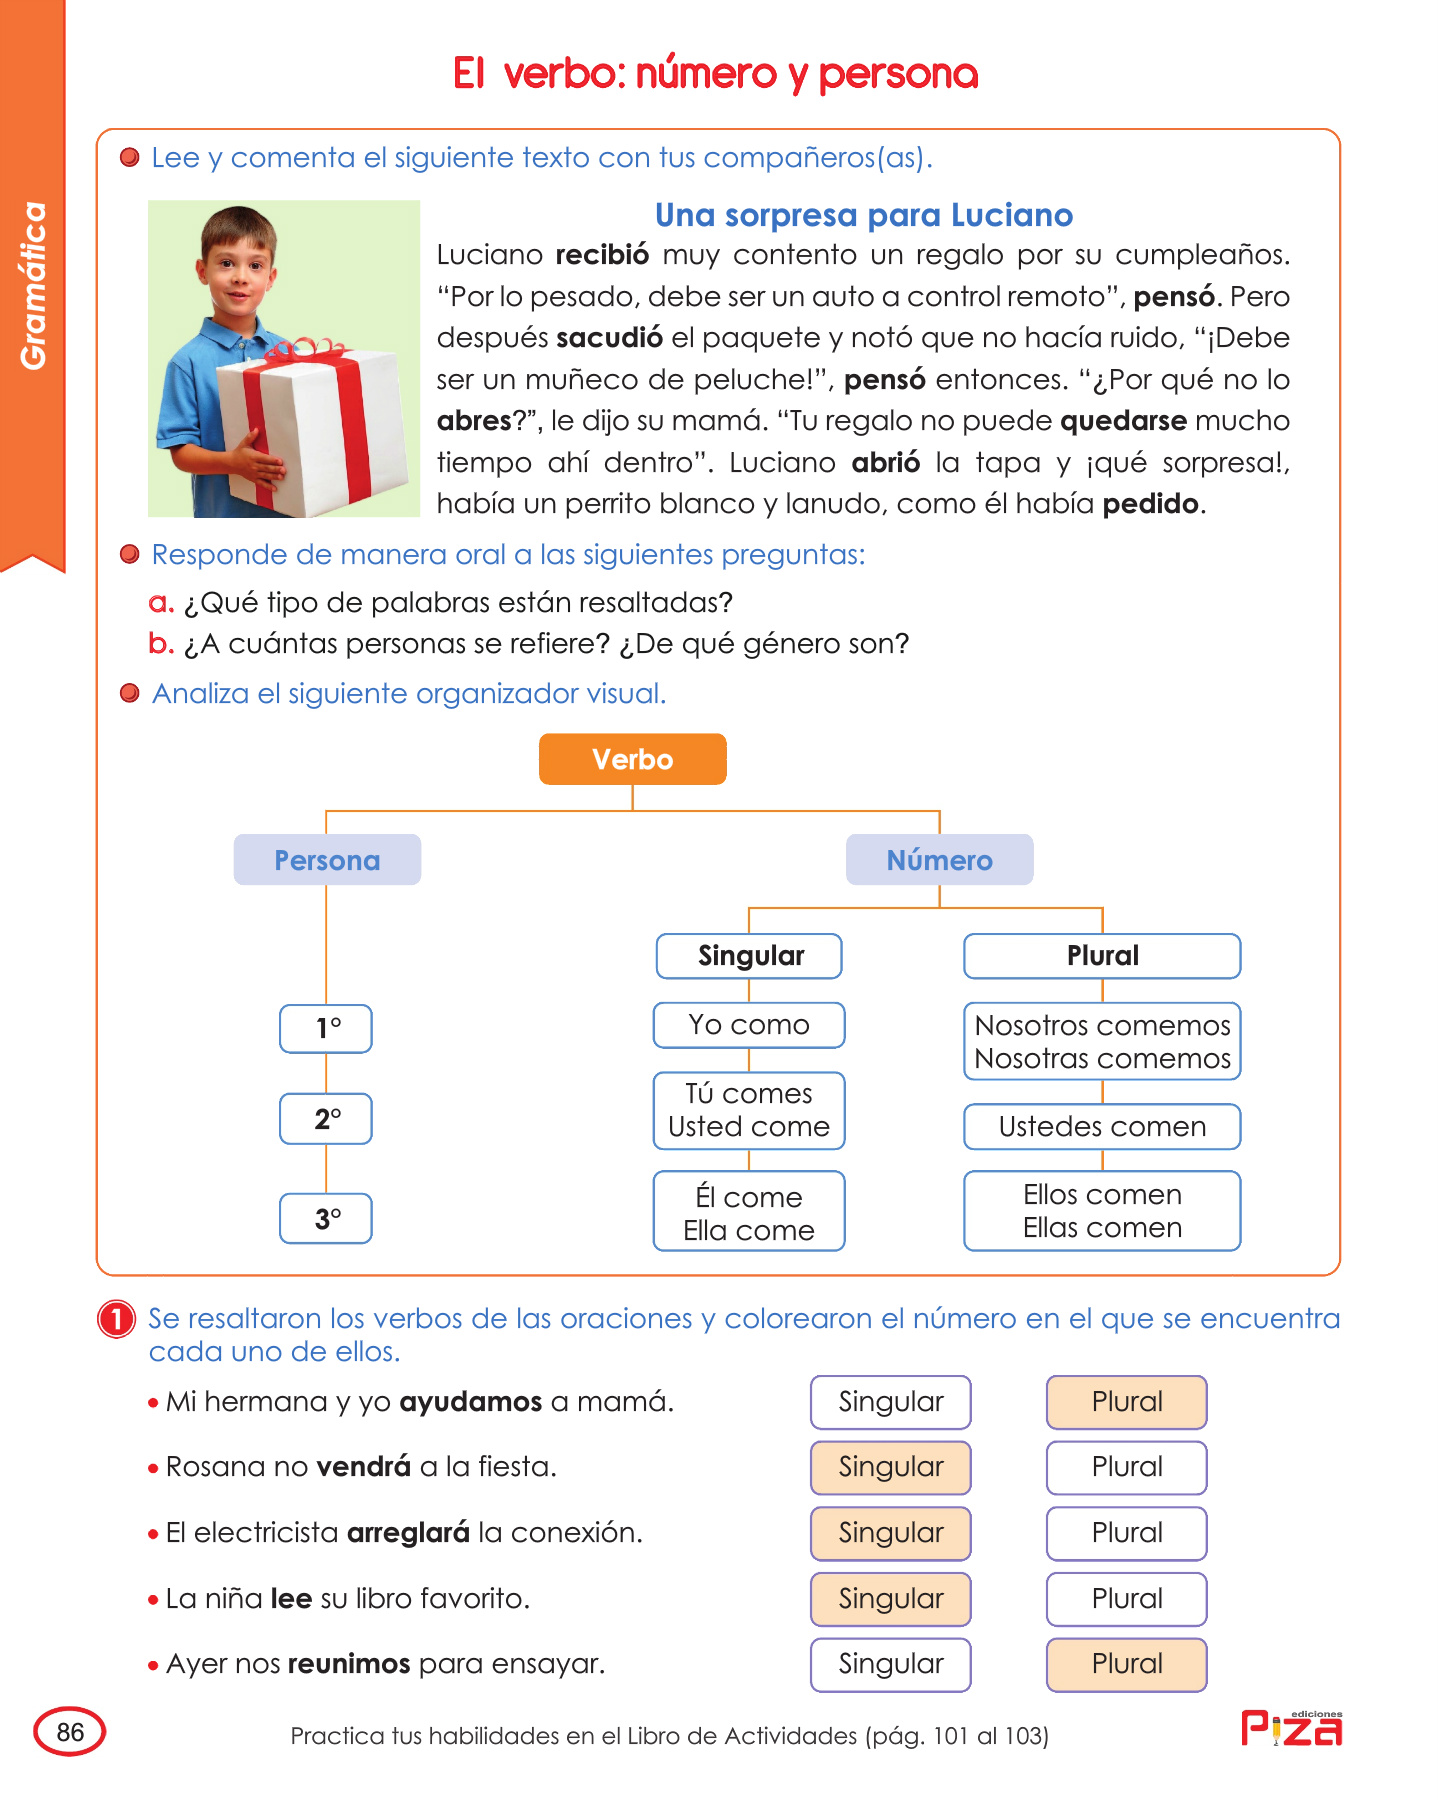 El verbo: número y persona
Gramática
Lee y comenta el siguiente texto con tus compañeros(as).
Una sorpresa para Luciano
Luciano recibió muy contento un regalo por su cumpleaños.
“Por lo pesado, debe ser un auto a control remoto”, pensó. Pero
después sacudió el paquete y notó que no hacía ruido, “¡Debe
ser un muñeco de peluche!”, pensó entonces. “¿Por qué no lo
abres?”, le dijo su mamá. “Tu regalo no puede quedarse mucho
tiempo ahí dentro”. Luciano abrió la tapa y ¡qué sorpresa!,
había un perrito blanco y lanudo, como él había pedido.
Responde de manera oral a las siguientes preguntas:
a. ¿Qué tipo de palabras están resaltadas?
b. ¿A cuántas personas se refiere? ¿De qué género son?
Analiza el siguiente organizador visual.
Verbo
Persona
Número
Singular
Plural
1°
Yo como
Nosotros comemos
Nosotras comemos
2°
Tú comes
Usted come
Ustedes comen
3°
Él come
Ella come
Ellos comen
Ellas comen
1 Se resaltaron los verbos de las oraciones y colorearon el número en el que se encuentra
cada uno de ellos.
• Mi hermana y yo ayudamos a mamá. Singular Plural
• Rosana no vendrá a la fiesta. Singular Plural
• El electricista arreglará la conexión. Singular Plural
• La niña lee su libro favorito. Singular Plural
• Ayer nos reunimos para ensayar. Singular Plural
86
Practica tus habilidades en el Libro de Actividades (pág. 101 al 103)
ediciones
Piza